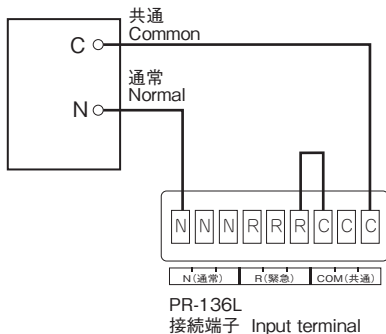 共通
Common
C
通常
Normal
N
N N N R R R C C C
N(通常) R(緊急) COM(共通)
PR-136L
接続端子 Input terminal